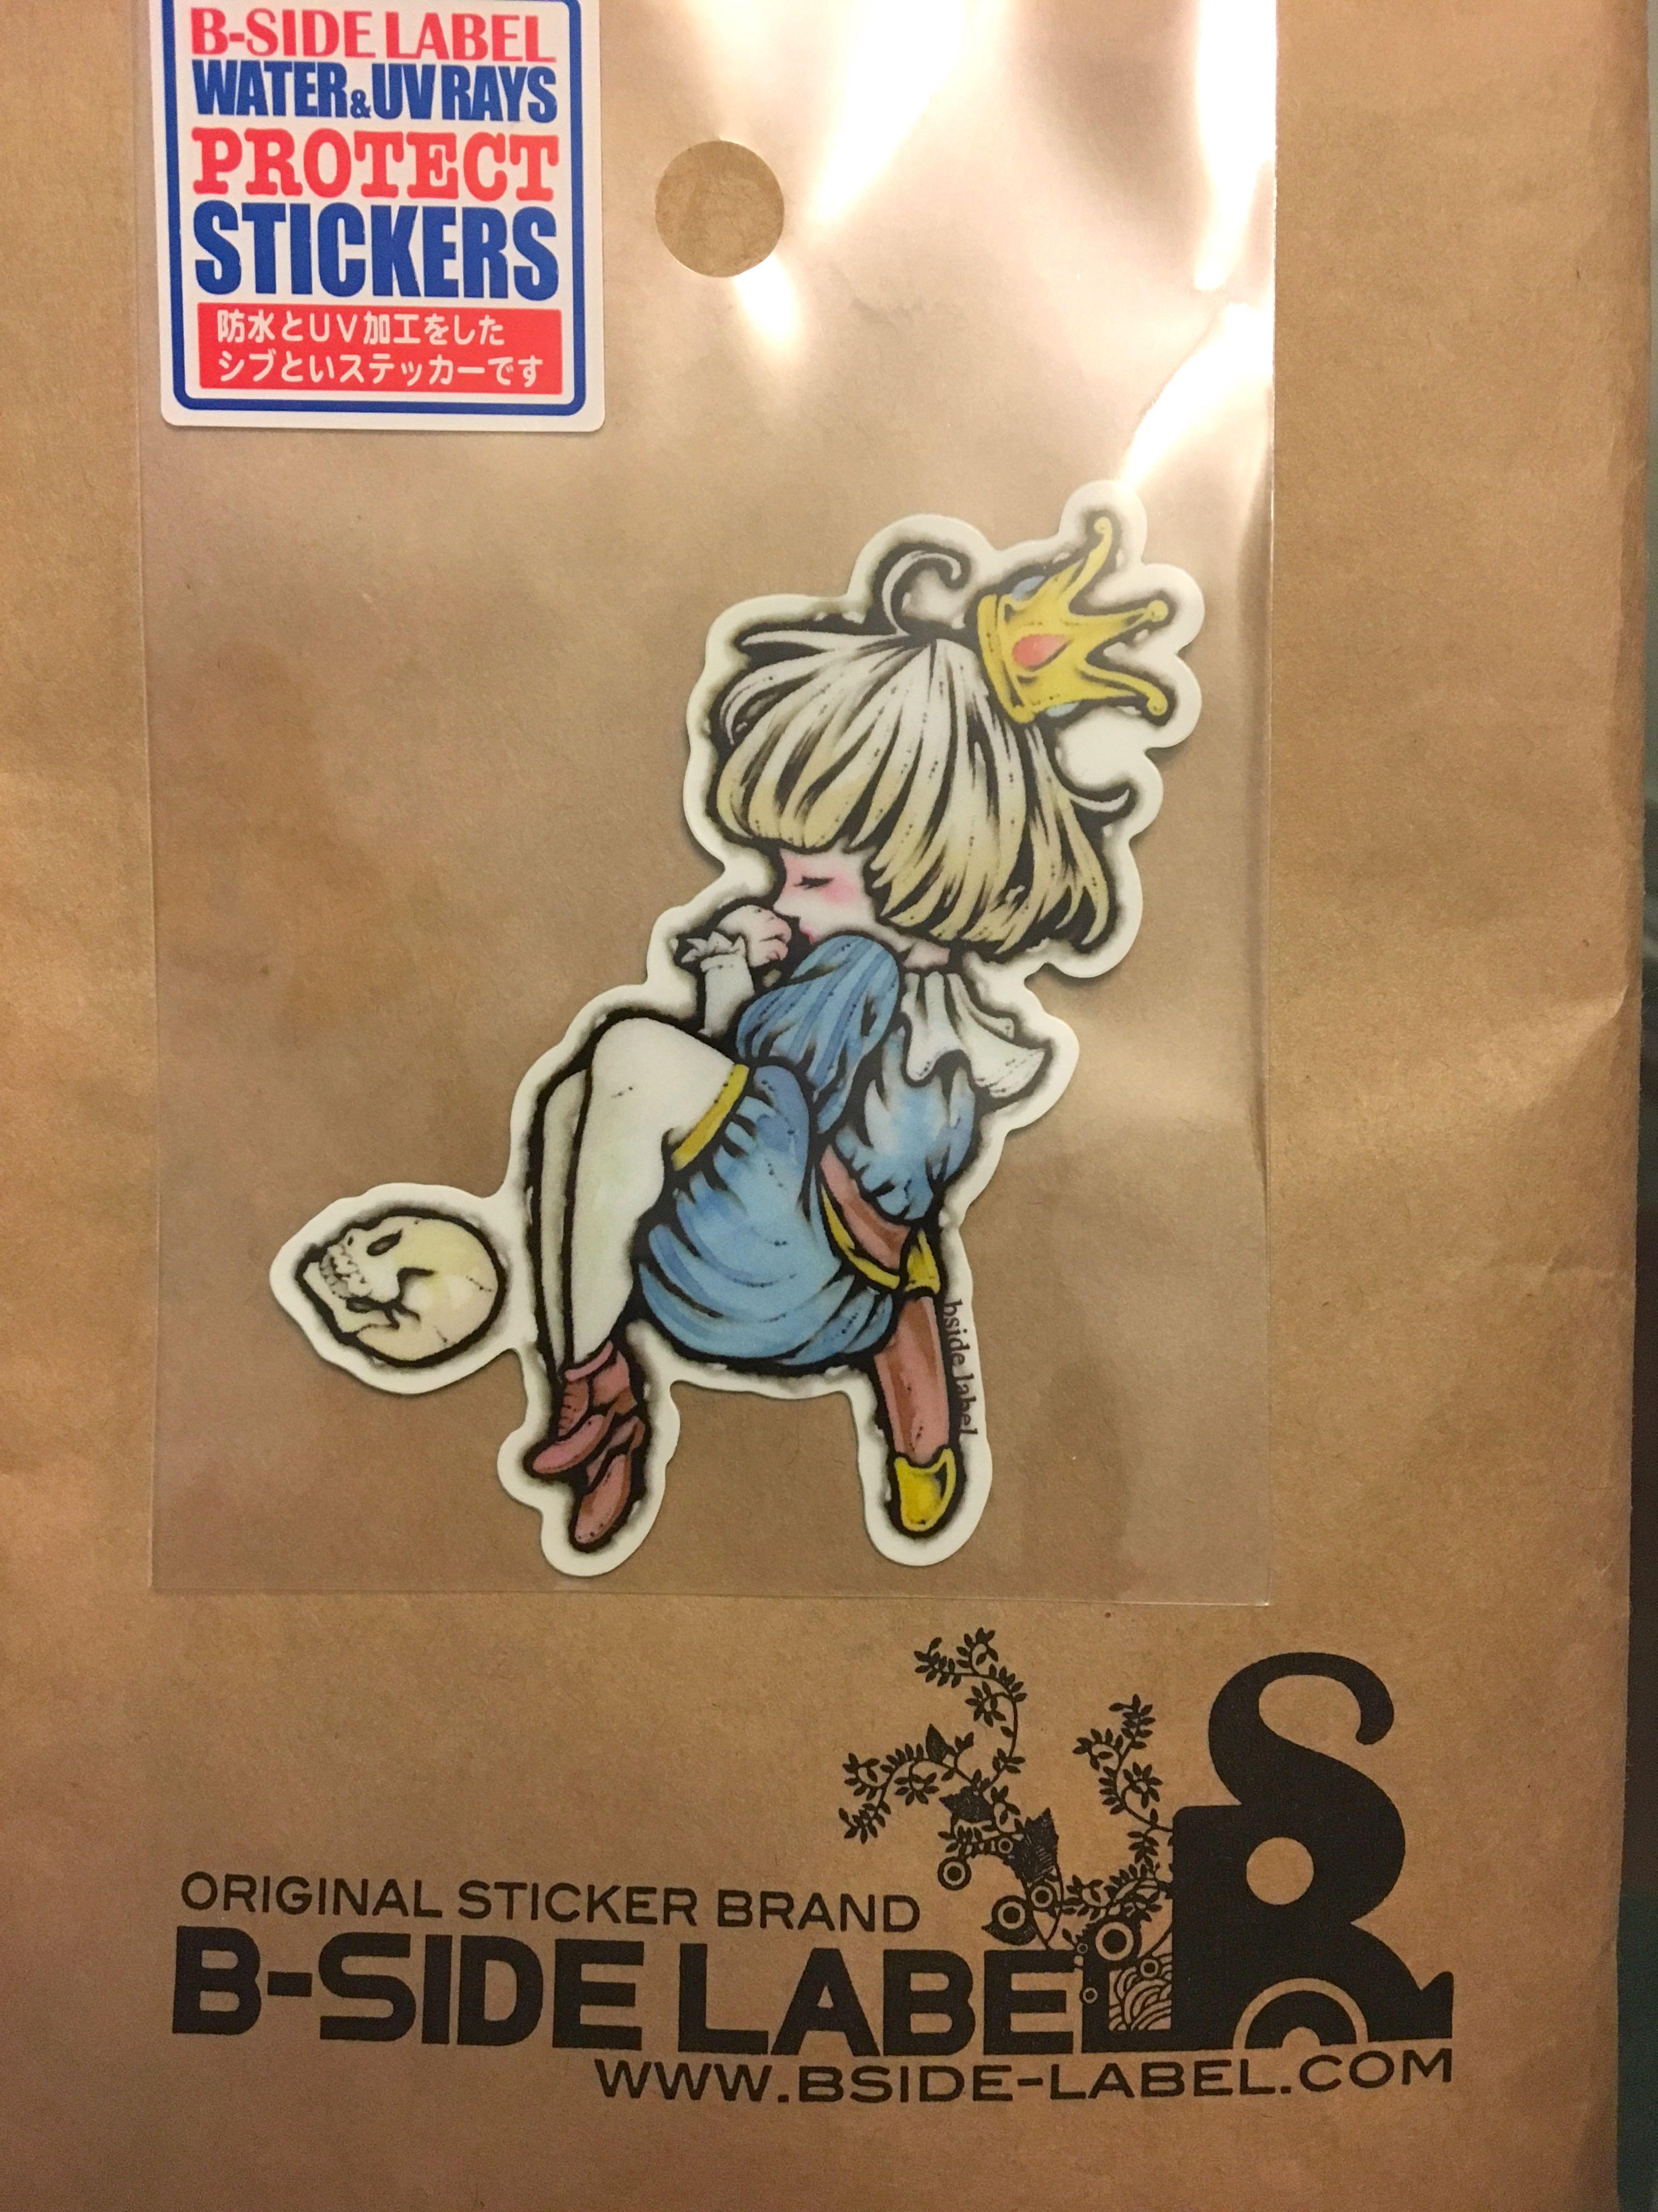 B-SIDE LABEL
WATER&UV RAYS
PROTECT
STICKERS
防水とUV加工をした
シブといステッカーです
bside label
ORIGINAL STICKER BRAND
B-SIDE LABEL
WWW.BSIDE-LABEL.COM